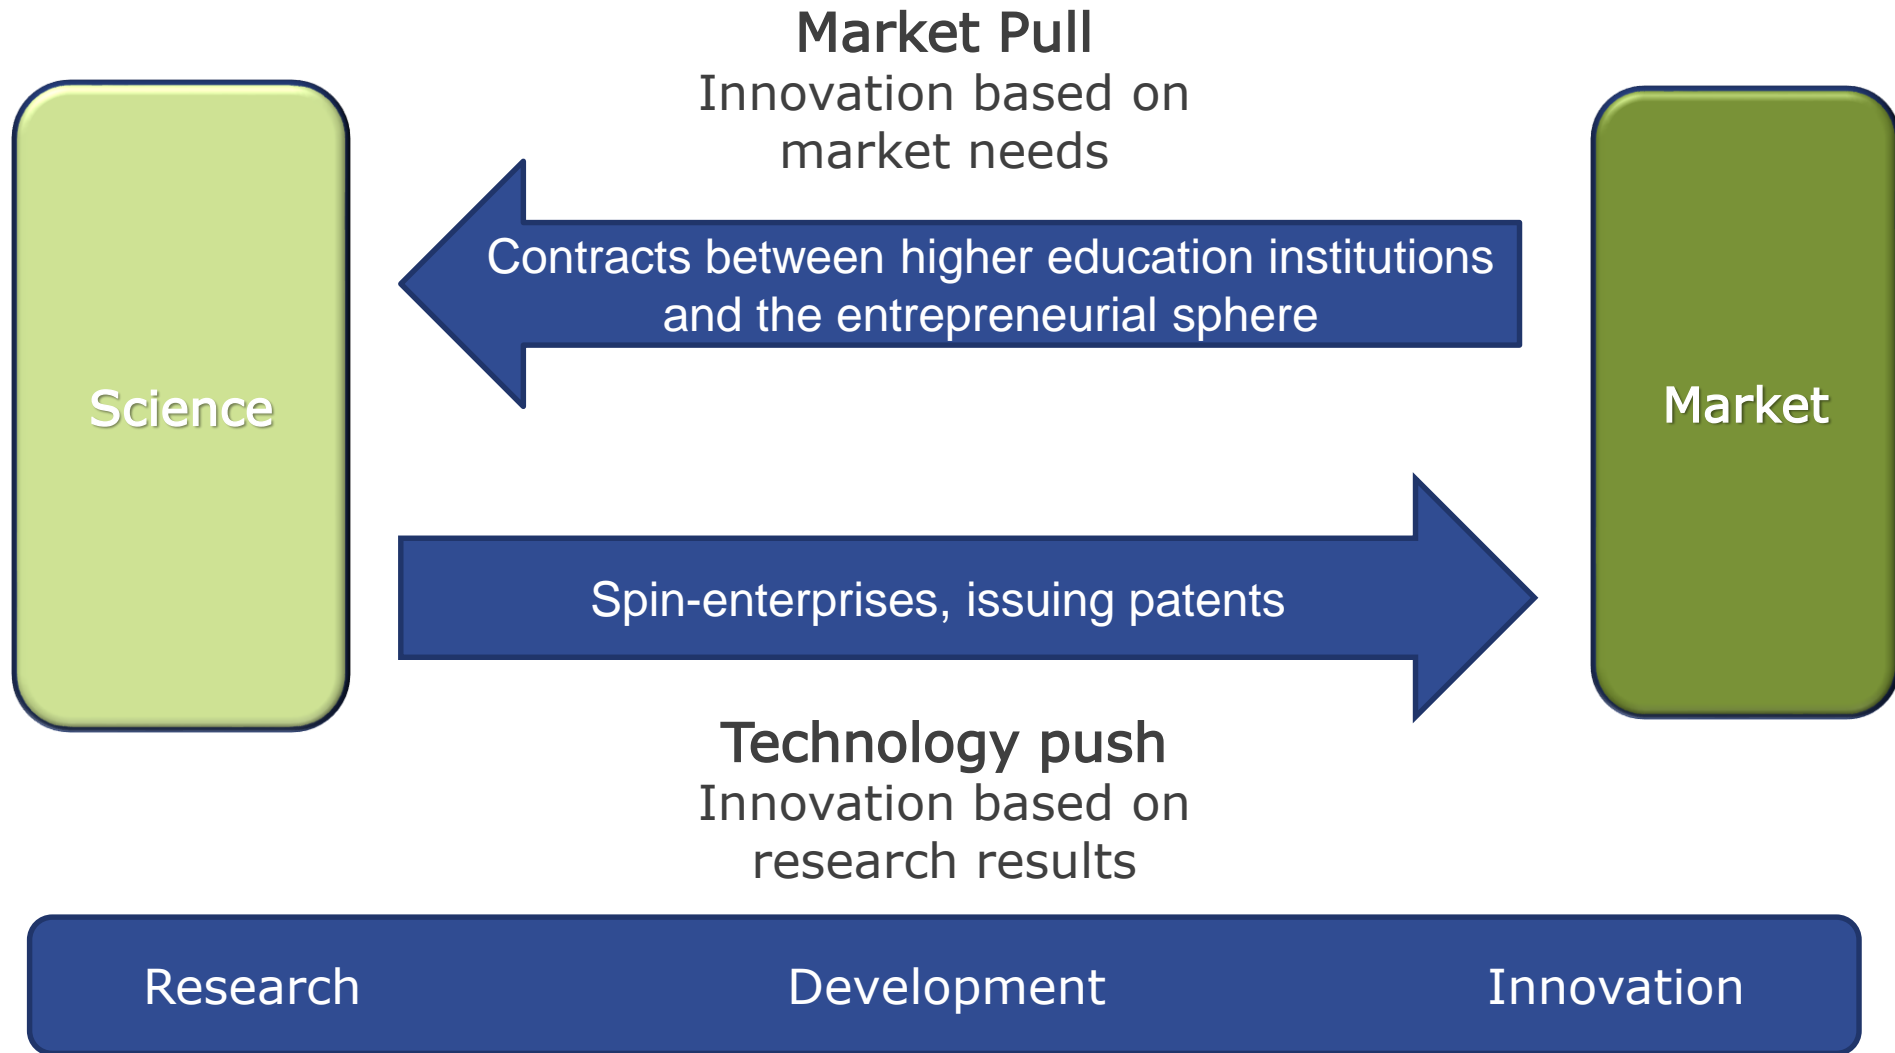 Market Pull
Innovation based on
market needs
Contracts between higher education institutions
and the entrepreneurial sphere
Science
Market
Spin-enterprises, issuing patents
Technology push
Innovation based on
research results
Research Development Innovation